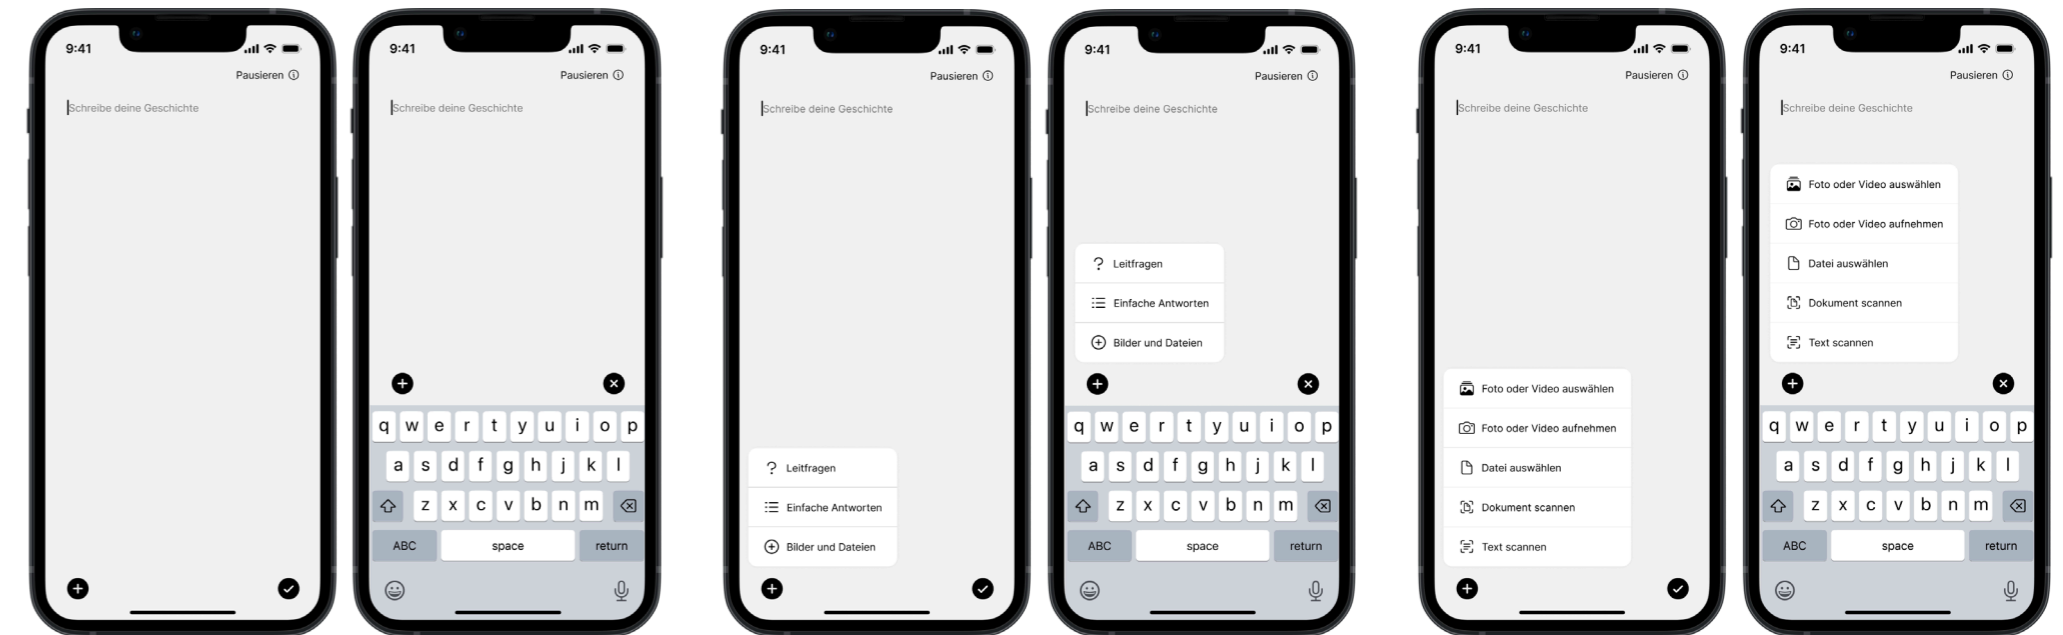 9:41
Pausieren
Schreibe deine Geschichte
9:41
Pausieren
Schreibe deine Geschichte
q w e r t y u i o p
a s d f g h j k l
z x c v b n m
ABC space return
9:41
Pausieren
Schreibe deine Geschichte
? Leitfragen
Einfache Antworten
Bilder und Dateien
9:41
Pausieren
Schreibe deine Geschichte
? Leitfragen
Einfache Antworten
Bilder und Dateien
q w e r t y u i o p
a s d f g h j k l
z x c v b n m
ABC space return
9:41
Pausieren
Schreibe deine Geschichte
Foto oder Video auswählen
Foto oder Video aufnehmen
Datei auswählen
Dokument scannen
Text scannen
9:41
Pausieren
Schreibe deine Geschichte
Foto oder Video auswählen
Foto oder Video aufnehmen
Datei auswählen
Dokument scannen
Text scannen
q w e r t y u i o p
a s d f g h j k l
z x c v b n m
ABC space return